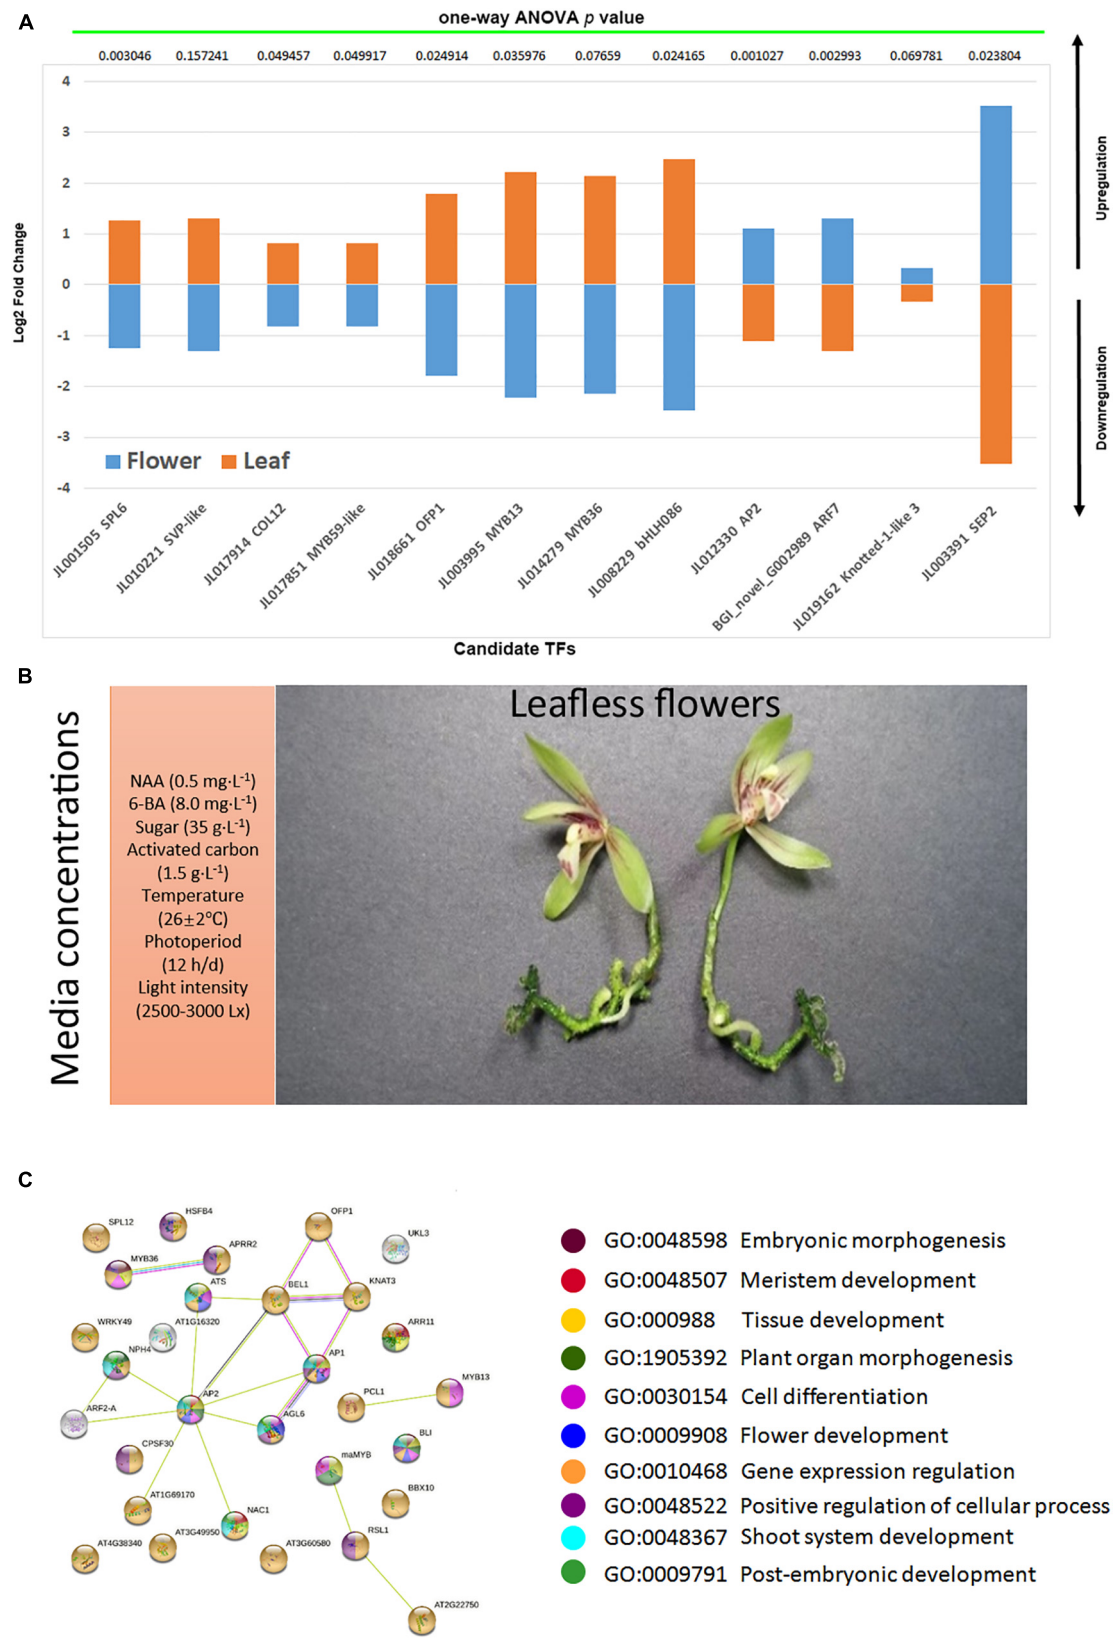 A
one-way ANOVA p value
0.003046 0.157241 0.049457 0.049917 0.024914 0.035976 0.07659 0.024165 0.001027 0.002993 0.069781 0.023804
4
3
2
1
0
-1
-2
-3
-4
Log2 Fold Change
Upregulation
Downregulation
Flower Leaf
JL001505 SPL6
JL010221 SVP-like
JL017914 COL12
JL017851 MYB59-like
JL018661 OFP1
JL003995 MYB13
JL014279 MYB36
JL008229 bHLH086
JL012330 AP2
BGI_novel_G002989 ARF7
JL019162 Knotted-1-like 3
JL003391 SEP2
Candidate TFs
B
Media concentrations
NAA (0.5 mg·L-1)
6-BA (8.0 mg·L-1)
Sugar (35 g·L-1)
Activated carbon
(1.5 g·L-1)
Temperature
(26±2°C)
Photoperiod
(12 h/d)
Light intensity
(2500-3000 Lx)
Leafless flowers
C
SPL12
HSFB4
OFP1
UKL3
MYB36
APRR2
ATS
BEL1
KNAT3
WRKY49
AT1G16320
ARR11
NPH4
AP1
MYB13
PCL1
AP2
ARF2-A
AGL6
BLI
CPSF30
maMYB
BBX10
AT1G69170
NAC1
AT3G49950
RSL1
AT4G38340
AT3G60580
AT2G22750
GO:0048598 Embryonic morphogenesis
GO:0048507 Meristem development
GO:000988 Tissue development
GO:1905392 Plant organ morphogenesis
GO:0030154 Cell differentiation
GO:0009908 Flower development
GO:0010468 Gene expression regulation
GO:0048522 Positive regulation of cellular process
GO:0048367 Shoot system development
GO:0009791 Post-embryonic development